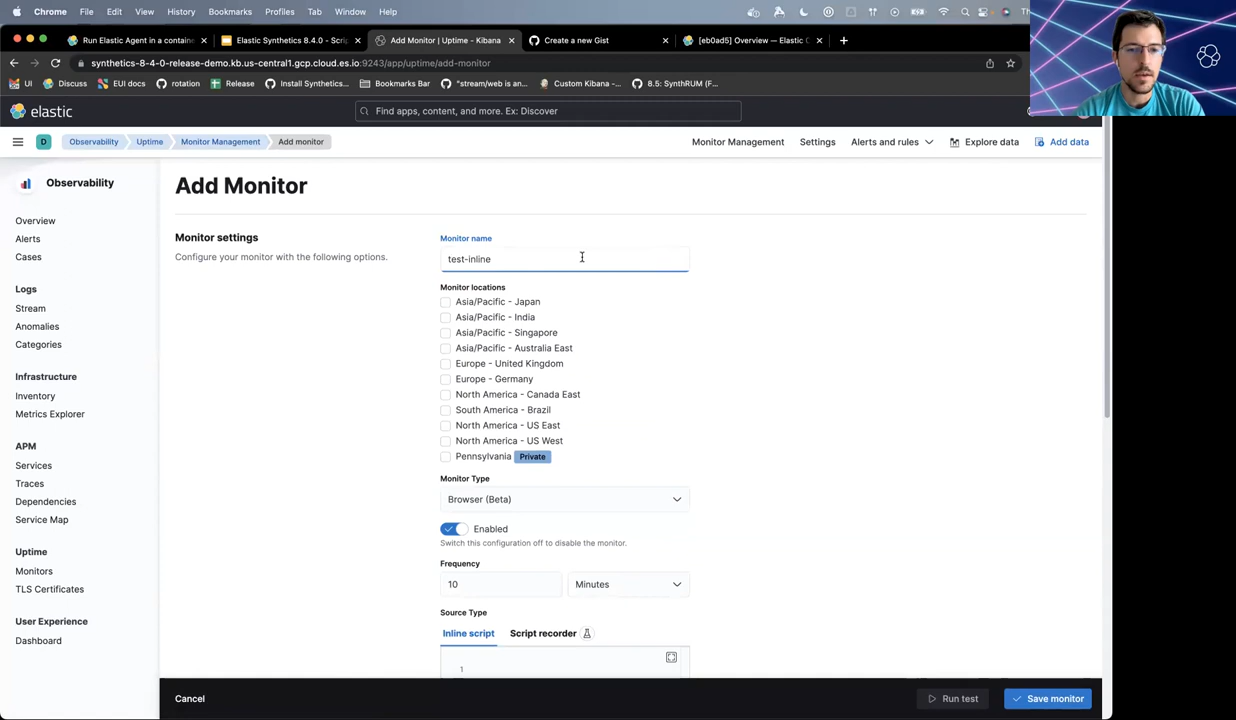 Chrome File Edit View History Bookmarks Profiles Tab Window Help
Run Elastic Agent in a containe
Elastic Synthetics 8.4.0 - Scri
Add Monitor | Uptime - Kibana
Create a new Gist
[eb0ad5] Overview — Elastic C
synthetics-8-4-0-release-demo.kb.us-central1.gcp.cloud.es.io:9243/app/uptime/add-monitor
UI Discuss EUI docs rotation Release Install Synthetics... Bookmarks Bar "stream/web is an... Custom Kibana -... 8.5: SynthRUM (F...
elastic
Find apps, content, and more. Ex: Discover
D Observability Uptime Monitor Management Add monitor
Monitor Management Settings Alerts and rules Explore data Add data
Observability
Overview
Alerts
Cases
Logs
Stream
Anomalies
Categories
Infrastructure
Inventory
Metrics Explorer
APM
Services
Traces
Dependencies
Service Map
Uptime
Monitors
TLS Certificates
User Experience
Dashboard
Add Monitor
Monitor settings
Configure your monitor with the following options.
Monitor name
test-inline
Monitor locations
Asia/Pacific - Japan
Asia/Pacific - India
Asia/Pacific - Singapore
Asia/Pacific - Australia East
Europe - United Kingdom
Europe - Germany
North America - Canada East
South America - Brazil
North America - US East
North America - US West
Pennsylvania Private
Monitor Type
Browser (Beta)
Enabled
Switch this configuration off to disable the monitor.
Frequency
10 Minutes
Source Type
Inline script Script recorder
1
Cancel
Run test
Save monitor